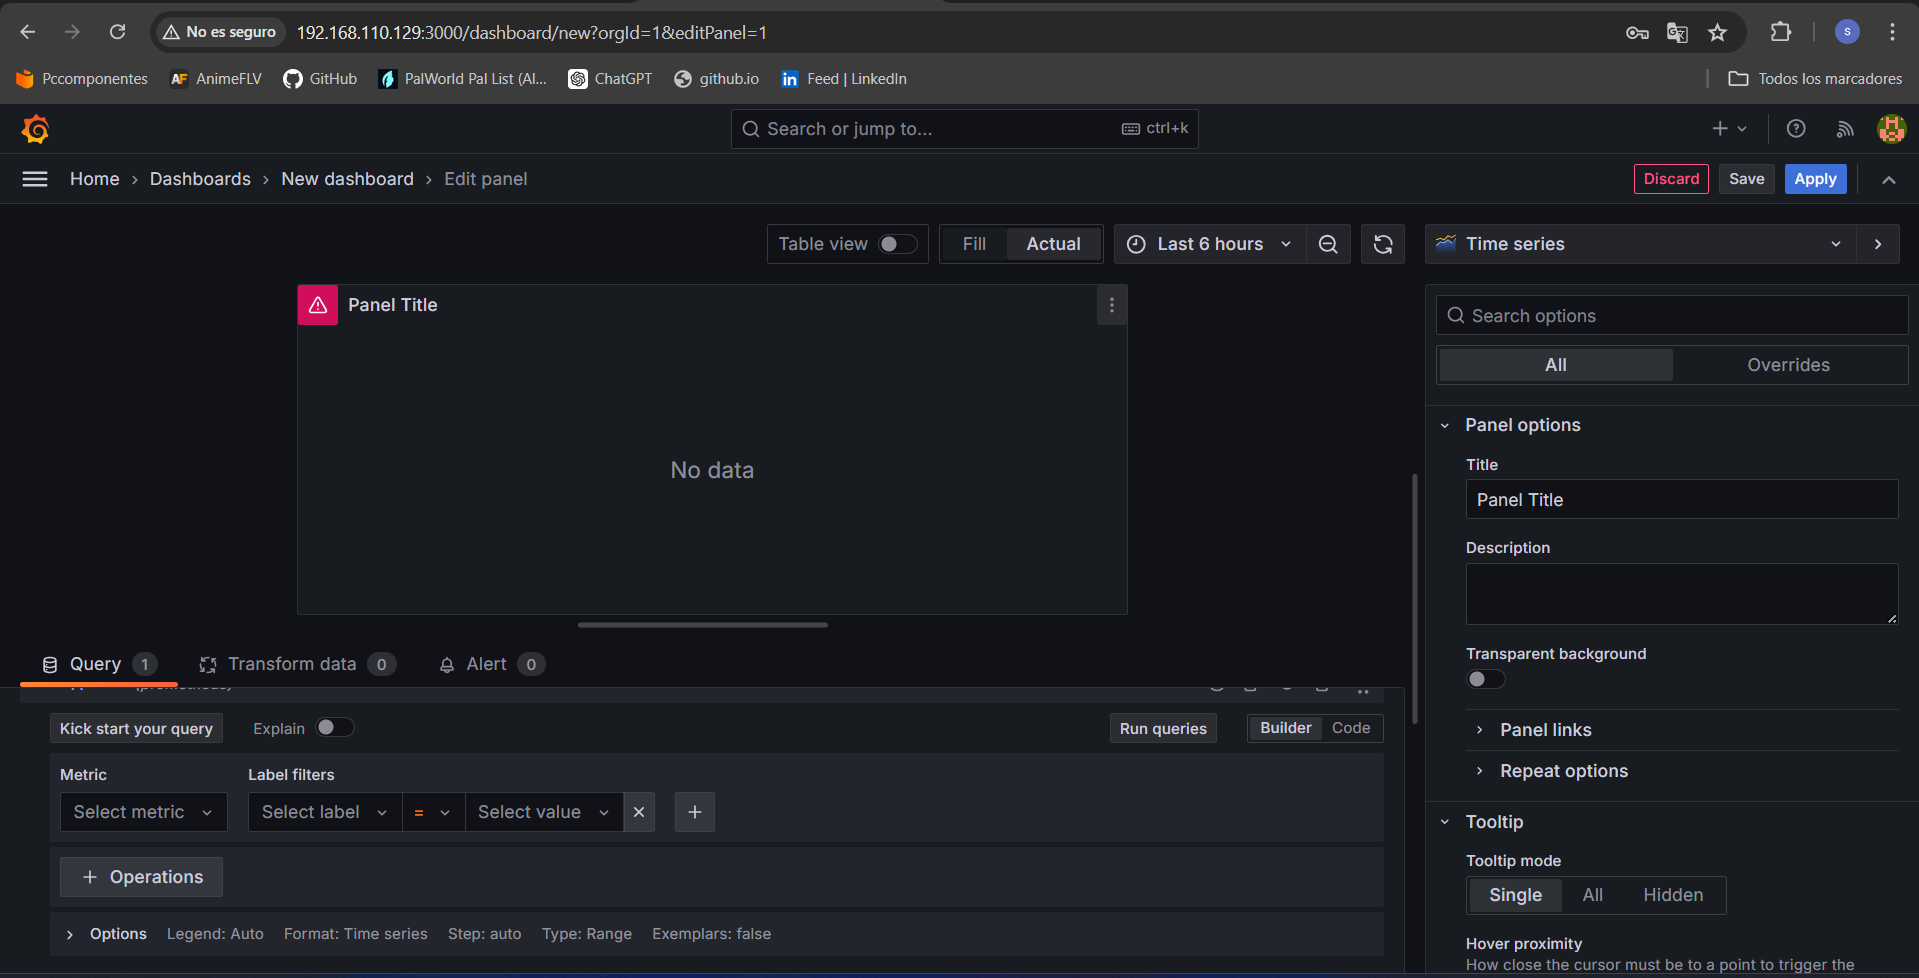 No es seguro 192.168.110.129:3000/dashboard/new?orgId=1&editPanel=1 S
Pccomponentes AF AnimeFLV GitHub PalWorld Pal List (Al... ChatGPT github.io in Feed | LinkedIn Todos los marcadores
Search or jump to... ctrl+k
Home Dashboards New dashboard Edit panel Discard Save Apply
Table view Fill Actual Last 6 hours Time series
Panel Title
Search options
All Overrides
Panel options
Title
Panel Title
No data
Description
Transparent background
Query 1 Transform data 0 Alert 0
(prometheus)
Kick start your query Explain Run queries Builder Code
Panel links
Repeat options
Metric Label filters
Select metric Select label = Select value
Tooltip
Tooltip mode
+ Operations
Single All Hidden
Options Legend: Auto Format: Time series Step: auto Type: Range Exemplars: false
Hover proximity
How close the cursor must be to a point to trigger the